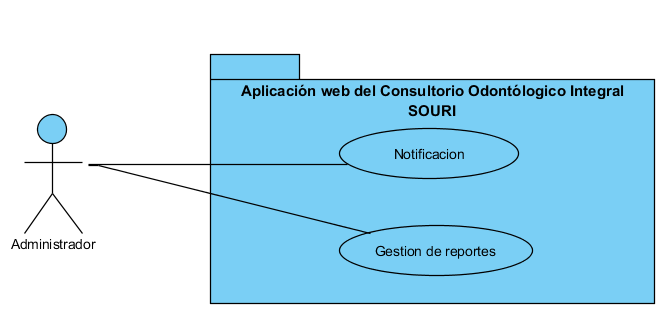 Aplicación web del Consultorio Odontólogico Integral
SOURI
Notificacion
Administrador
Gestion de reportes